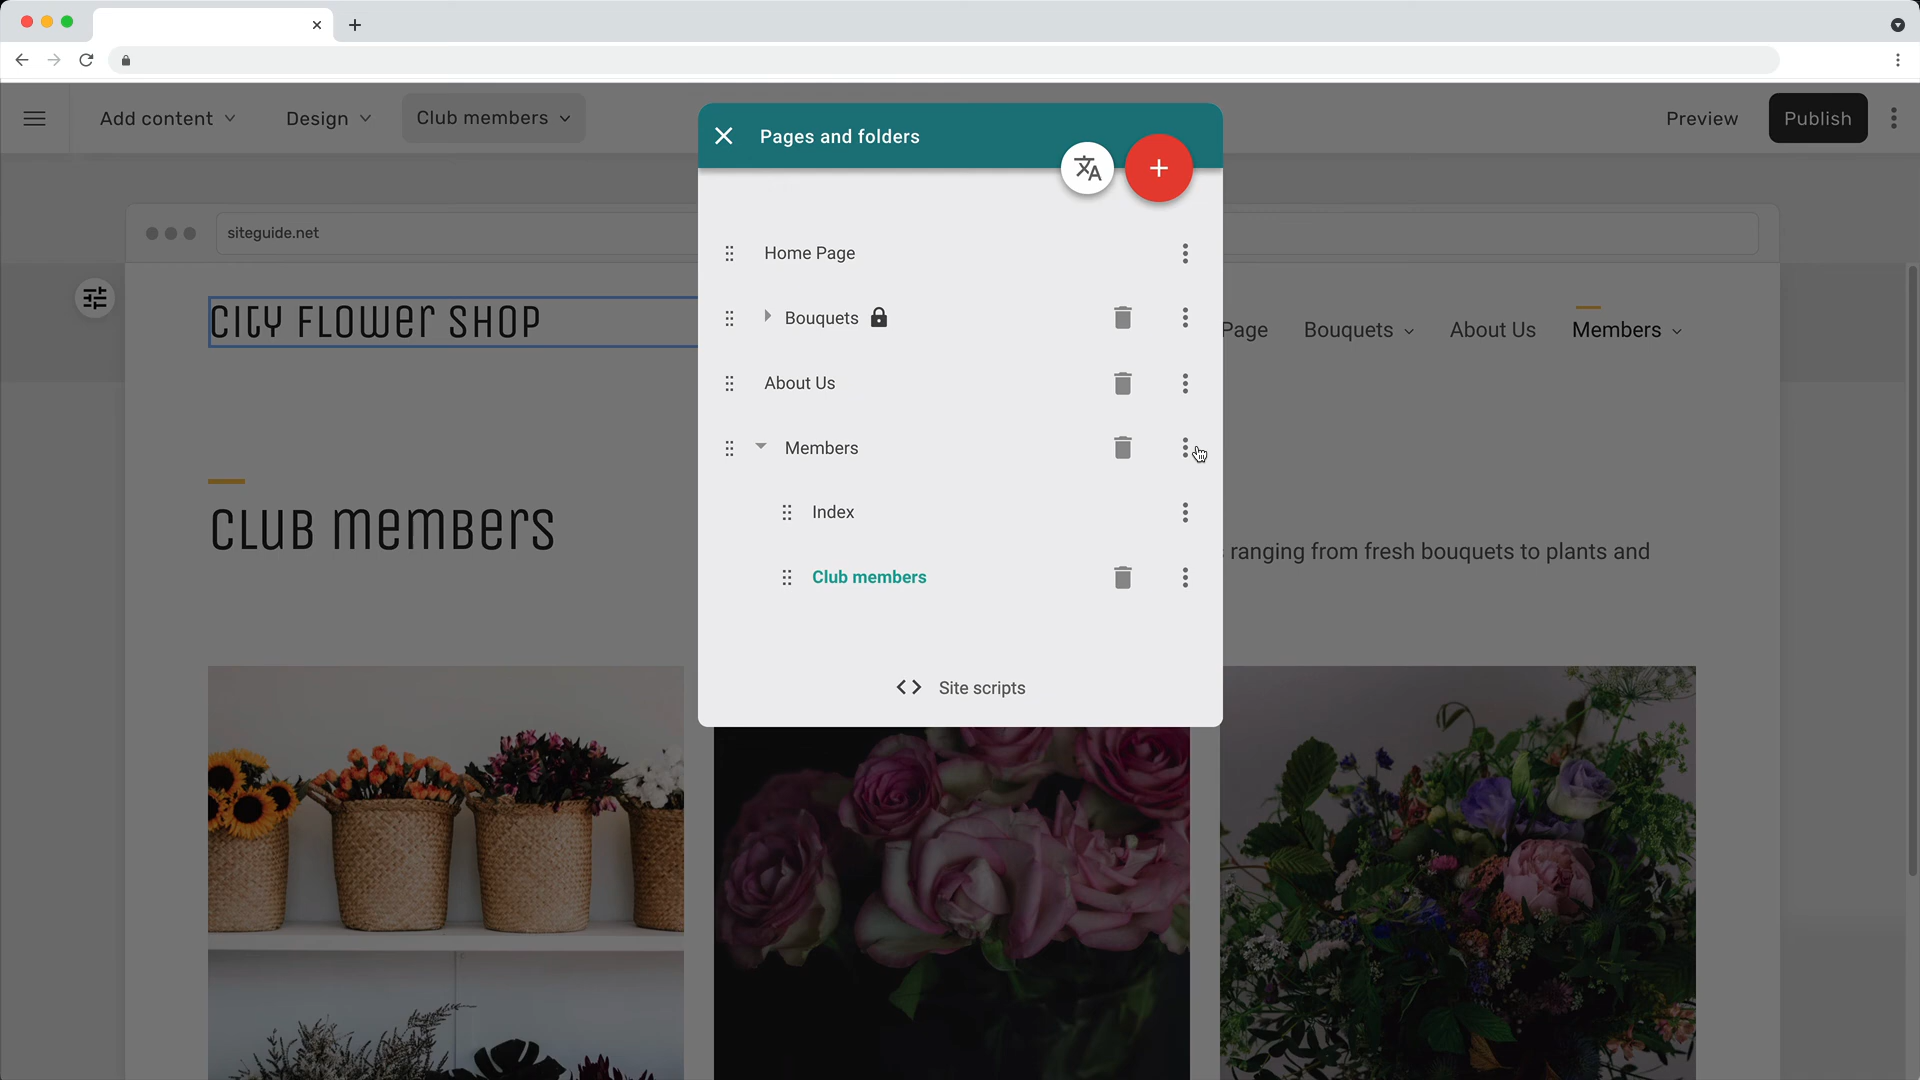 Add content
Design
Club members
Preview
Publish
Pages and folders
siteguide.net
Home Page
Bouquets
About Us
Members
Index
Club members
Site scripts
CITY FLOWER SHOP
Page
Bouquets
About Us
Members
CLUB MEMBERS
ranging from fresh bouquets to plants and